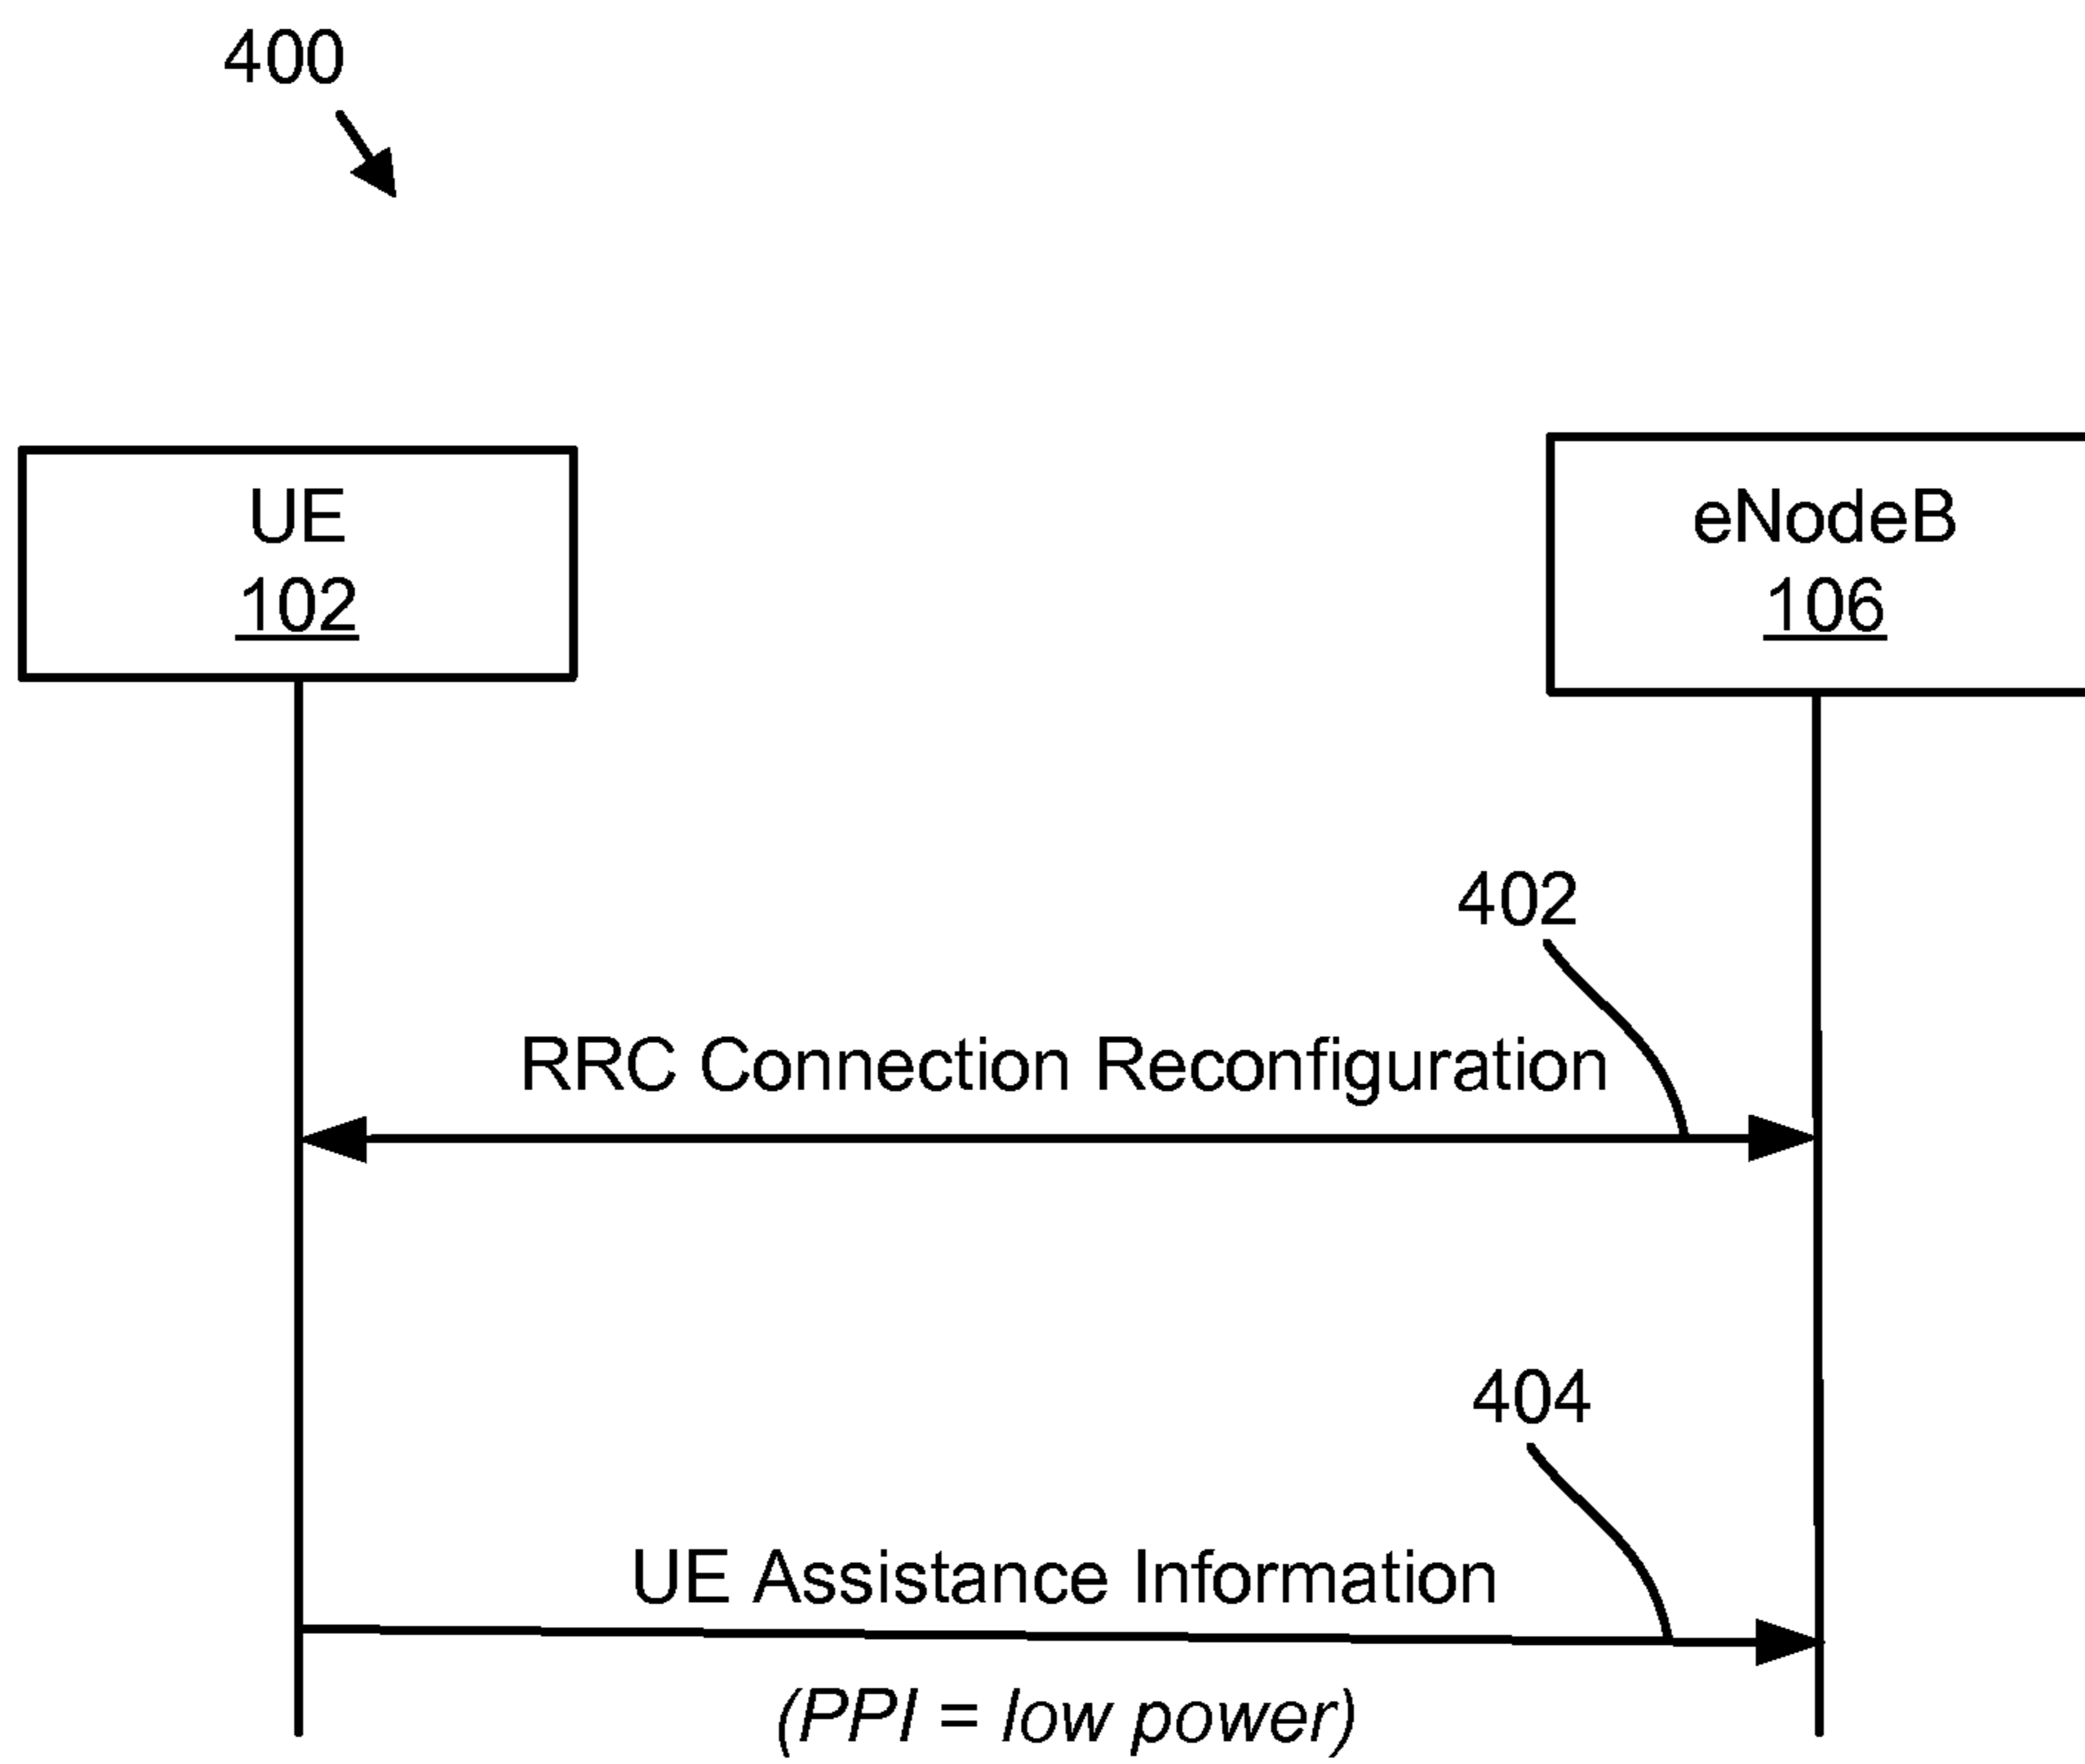 400
UE
102
eNodeB
106
402
RRC Connection Reconfiguration
404
UE Assistance Information
(PPI = low power)